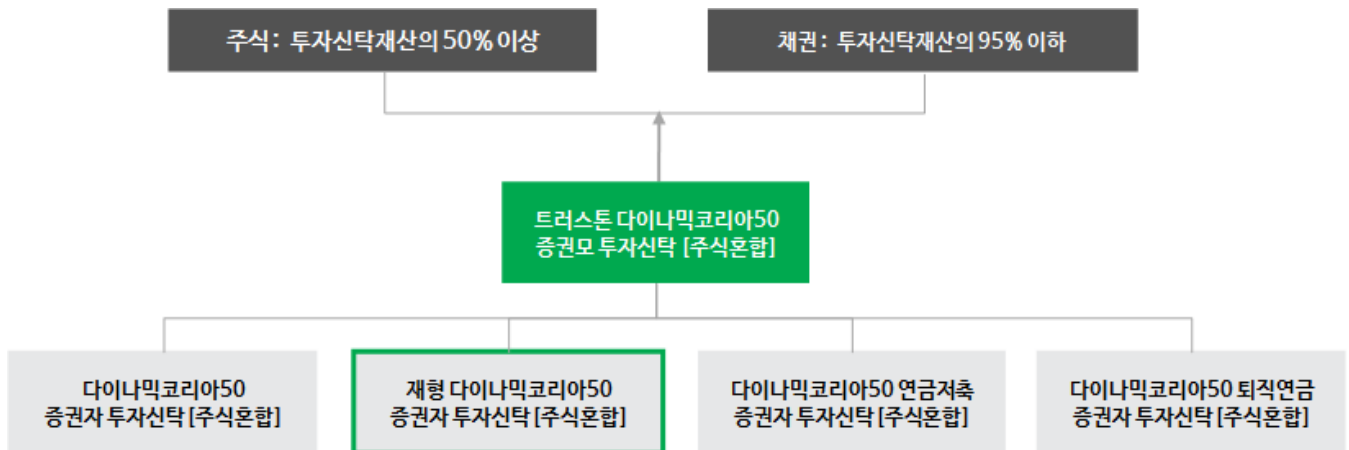 주식 : 투자신탁재산의 50% 이상
채권 : 투자신탁재산의 95% 이하
트러스톤 다이나믹코리아50
증권모 투자신탁 [주식혼합]
다이나믹코리아50
증권자 투자신탁 [주식혼합]
재형 다이나믹코리아50
증권자 투자신탁 [주식혼합]
다이나믹코리아50 연금저축
증권자 투자신탁 [주식혼합]
다이나믹코리아50 퇴직연금
증권자 투자신탁 [주식혼합]